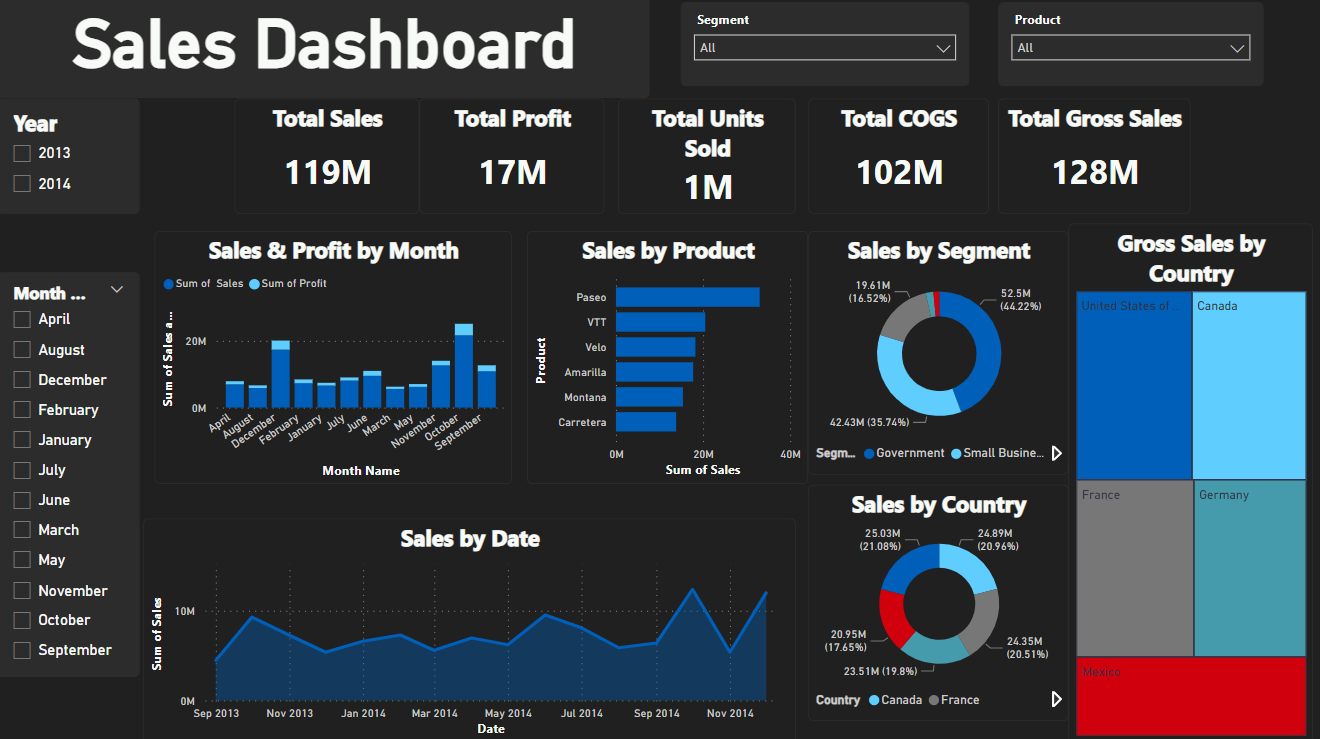 Sales Dashboard
Segment
All
Product
All
Year
2013
2014
Total Sales
119M
Total Profit
17M
Total Units
Sold
1M
Total COGS
102M
Total Gross Sales
128M
Month ...
April
August
December
February
January
July
June
March
May
November
October
September
Sales & Profit by Month
Sum of Sales
Sum of Profit
Sum of Sales a...
20M
0M
April
August
December
February
January
July
June
March
May
November
October
September
Month Name
Sales by Product
Product
Paseo
VTT
Velo
Amarilla
Montana
Carretera
0M
20M
40M
Sum of Sales
Sales by Segment
19.61M
(16.52%)
52.5M
(44.22%)
42.43M (35.74%)
Segm...
Government
Small Busine...
Gross Sales by
Country
United States of ...
Canada
France
Germany
Mexico
Sales by Date
Sum of Sales
10M
0M
Sep 2013
Nov 2013
Jan 2014
Mar 2014
May 2014
Jul 2014
Sep 2014
Nov 2014
Date
Sales by Country
25.03M
(21.08%)
24.89M
(20.96%)
20.95M
(17.65%)
24.35M
(20.51%)
23.51M (19.8%)
Country
Canada
France